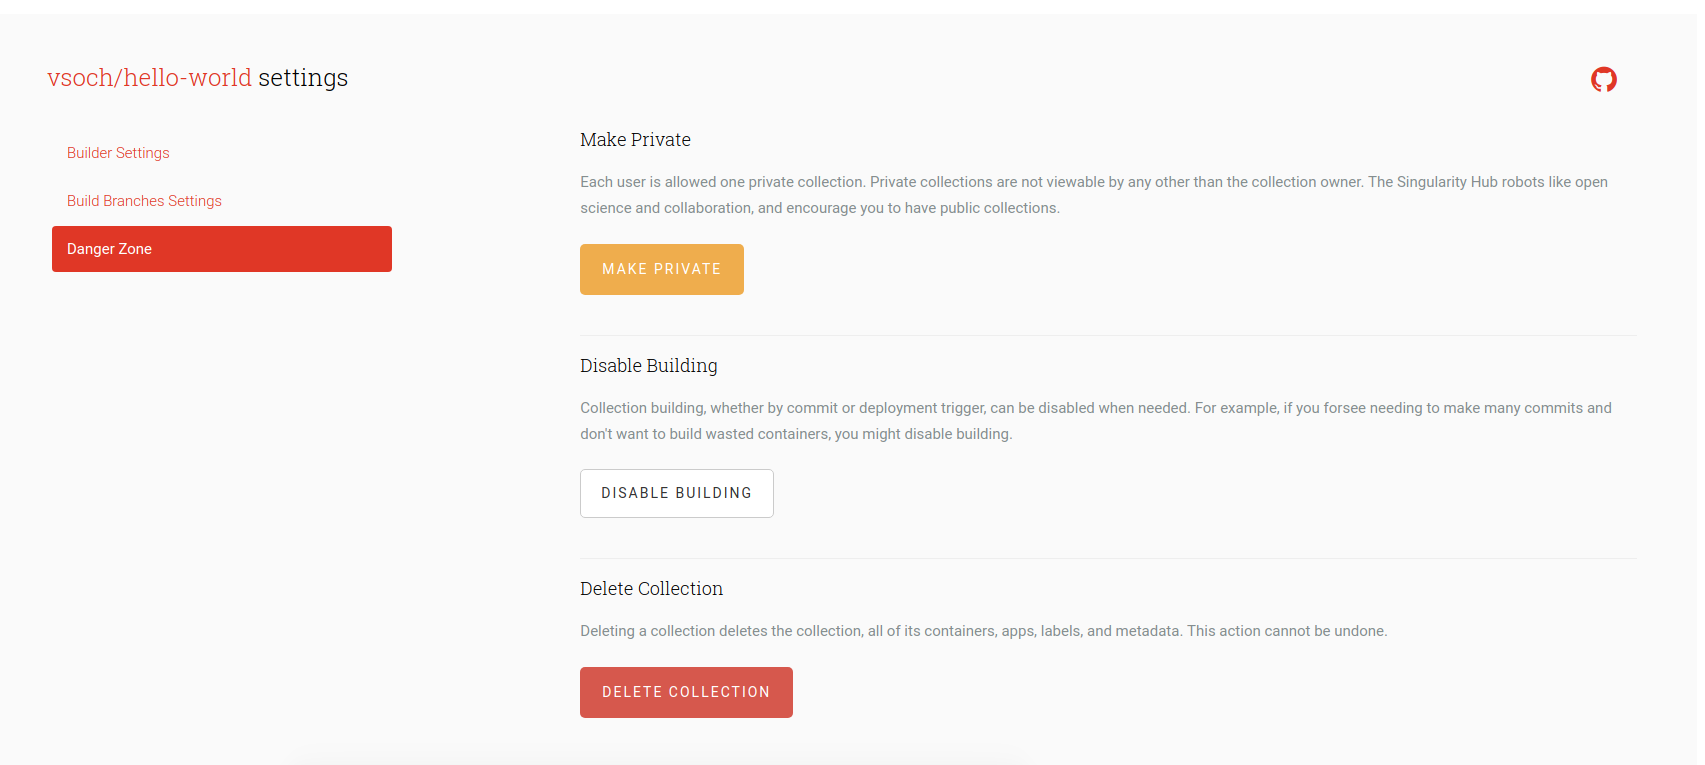 vsoch/hello-world settings
Builder Settings
Build Branches Settings
Danger Zone
Make Private
Each user is allowed one private collection. Private collections are not viewable by any other than the collection owner. The Singularity Hub robots like open
science and collaboration, and encourage you to have public collections.
MAKE PRIVATE
Disable Building
Collection building, whether by commit or deployment trigger, can be disabled when needed. For example, if you forsee needing to make many commits and
don't want to build wasted containers, you might disable building.
DISABLE BUILDING
Delete Collection
Deleting a collection deletes the collection, all of its containers, apps, labels, and metadata. This action cannot be undone.
DELETE COLLECTION